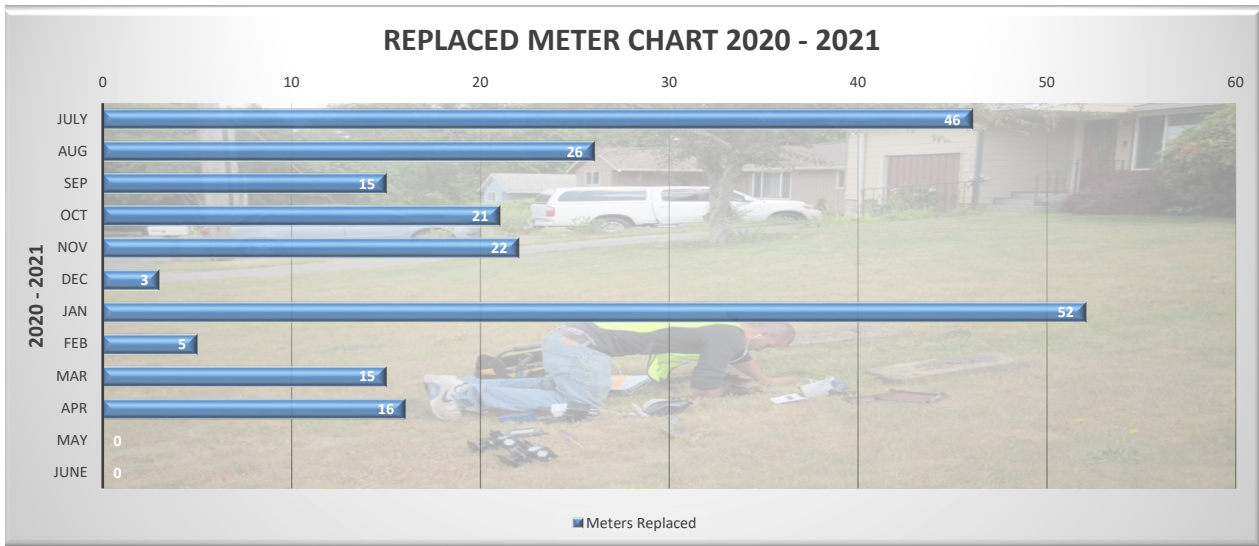 REPLACED METER CHART 2020 - 2021
0 10 20 30 40 50 60
2020 - 2021
JULY 46
AUG 26
SEP 15
OCT 21
NOV 22
DEC 3
JAN 52
FEB 5
MAR 15
APR 16
MAY 0
JUNE 0
Meters Replaced